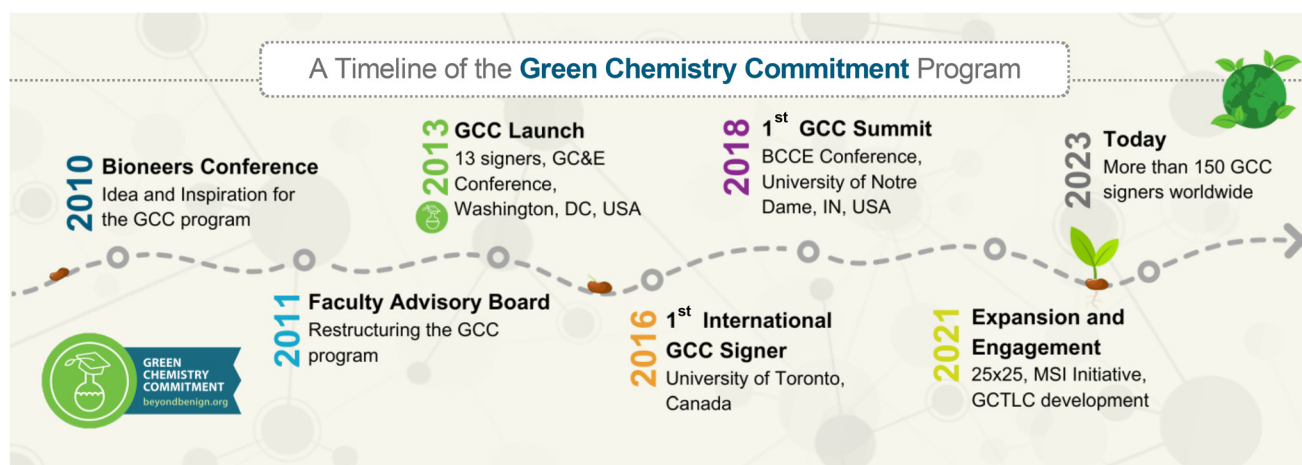 A Timeline of the Green Chemistry Commitment Program
2010
Bioneers Conference
Idea and Inspiration for
the GCC program
2011
Faculty Advisory Board
Restructuring the GCC
program
2013
GCC Launch
13 signers, GC&E
Conference,
Washington, DC, USA
2016
1st International
GCC Signer
University of Toronto,
Canada
2018
1st GCC Summit
BCCE Conference,
University of Notre
Dame, IN, USA
2021
Expansion and
Engagement
25x25, MSI Initiative,
GCTLC development
2023
Today
More than 150 GCC
signers worldwide
GREEN
CHEMISTRY
COMMITMENT
beyondbenign.org